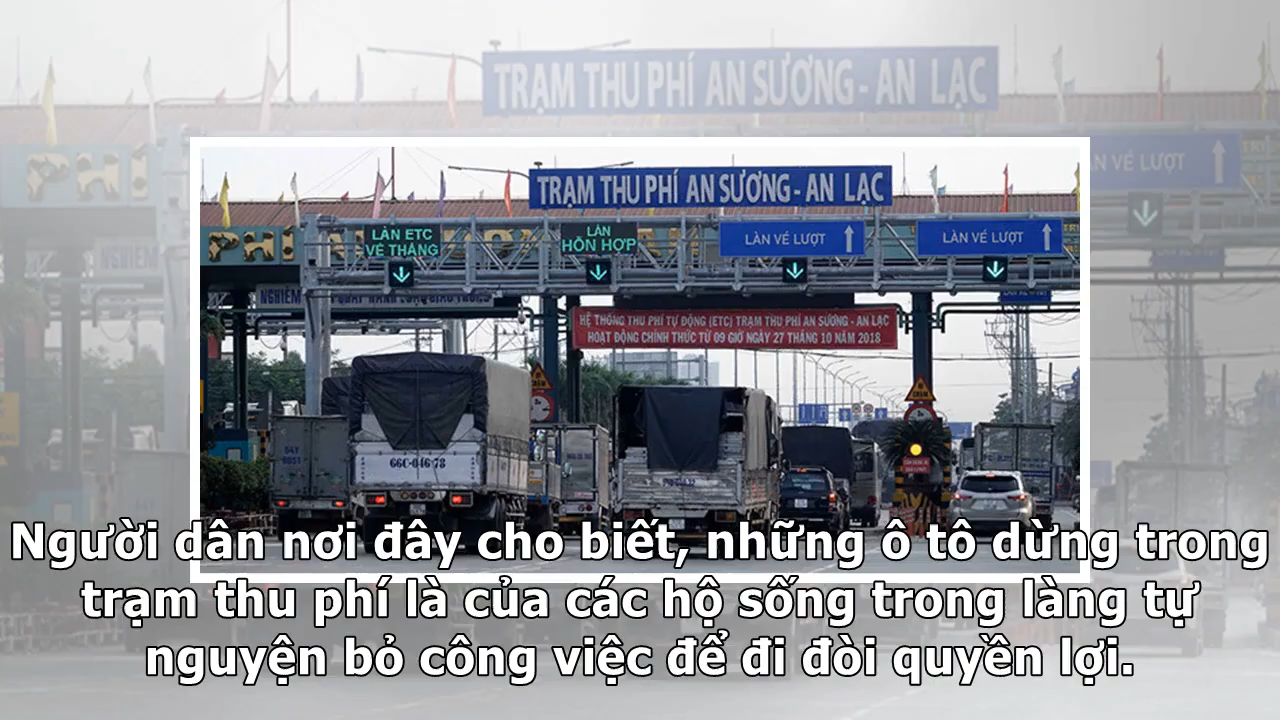 TRẠM THU PHÍ AN SƯƠNG - AN LẠC
PHÍ
LÀN VÉ LƯỢT
TRẠM THU PHÍ AN SƯƠNG - AN LẠC
LÀN ETC
VÉ THÁNG
LÀN
HỖN HỢP
LÀN VÉ LƯỢT
LÀN VÉ LƯỢT
PHÍ AN
NGHIÊM
HỆ THỐNG THU PHÍ TỰ ĐỘNG (ETC) TRẠM THU PHÍ AN SƯƠNG - AN LẠC
HOẠT ĐỘNG CHÍNH THỨC TỪ 09 GIỜ NGÀY 27 THÁNG 10 NĂM 2018
66C-046.78
Người dân nơi đây cho biết, những ô tô dừng trong
trạm thu phí là của các hộ sống trong làng tự
nguyện bỏ công việc để đi đòi quyền lợi.